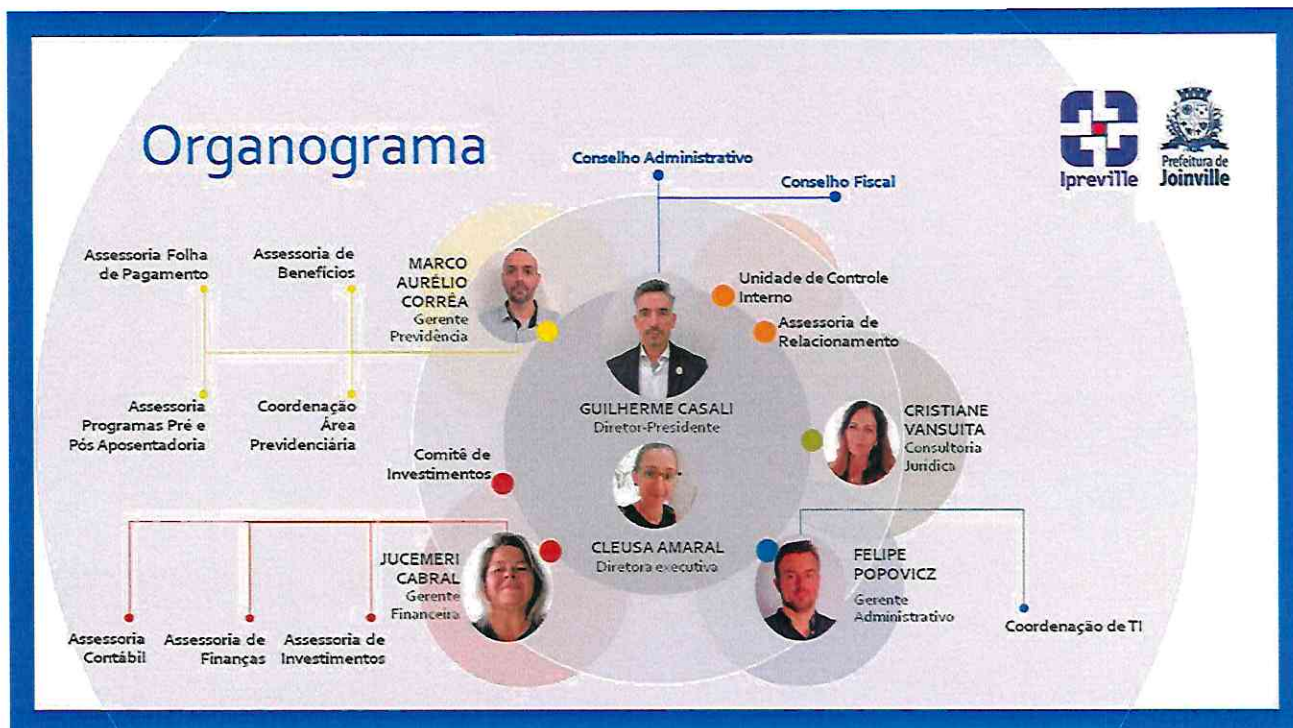 Organograma
Conselho Administrativo
Conselho Fiscal
Ipreville
Prefeitura de
Joinville
Assessoria Folha
de Pagamento
Assessoria de
Benefícios
MARCO
AURÉLIO
CORRÊA
Gerente
Previdência
Unidade de Controle
Interno
Assessoria de
Relacionamento
Assessoria
Programas Pré e
Pós Aposentadoria
Coordenação
Área
Previdenciária
GUILHERME CASALI
Diretor-Presidente
CRISTIANE
VANSUITA
Consultoria
Jurídica
Comitê de
Investimentos
CLEUSA AMARAL
Diretora executiva
JUCEMERI
CABRAL
Gerente
Financeira
FELIPE
POPOVICZ
Gerente
Administrativo
Assessoria
Contábil
Assessoria de
Finanças
Assessoria de
Investimentos
Coordenação de TI